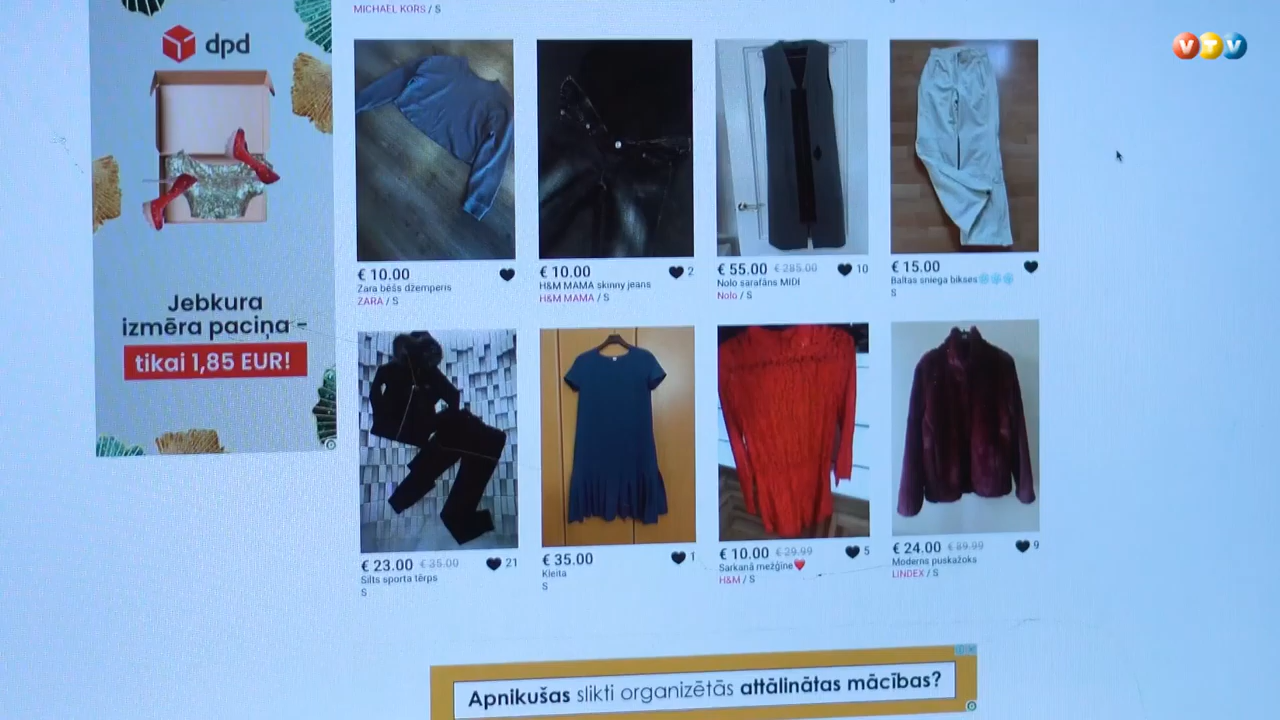 MICHAEL KORS / S
dpd
VTV
€ 10.00
Zara bēšs džemperis
ZARA / S
€ 10.00 2
H&M MAMA skinny jeans
H&M MAMA / S
€ 55.00 € 285.00 10
Nolo sarafāns MIDI
Nolo / S
€ 15.00
Baltas sniega bikses
S
Jebkura
izmēra paciņa -
tikai 1,85 EUR!
€ 23.00 € 35.00 21
Silts sporta tērps
S
€ 35.00 1
Kleita
S
€ 10.00 € 29.99 5
Sarkanā mežģīne
H&M / S
€ 24.00 € 89.99 9
Moderns puskažoks
LINDEX / S
Apnikušas slikti organizētās attālinātas mācības?